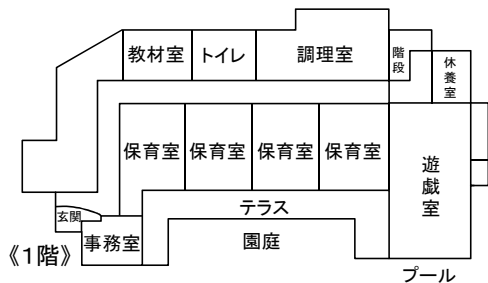 教材室
トイレ
調理室
階段
休養室
保育室
保育室
保育室
保育室
遊戯室
玄関
テラス
事務室
園庭
《1階》
プール